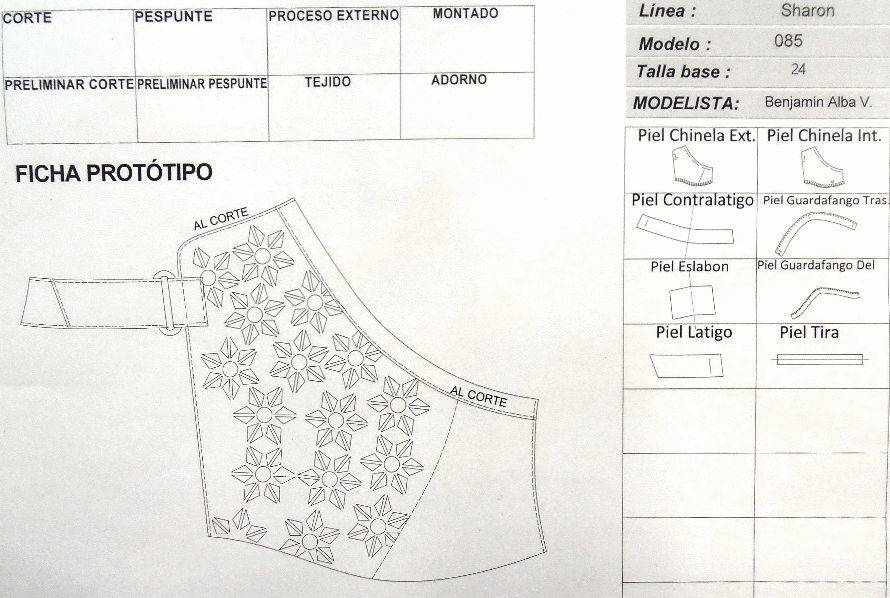 CORTE PESPUNTE PROCESO EXTERNO MONTADO
PRELIMINAR CORTE PRELIMINAR PESPUNTE TEJIDO ADORNO
FICHA PROTÓTIPO
AL CORTE
AL CORTE
Línea : Sharon
Modelo : 085
Talla base : 24
MODELISTA: Benjamin Alba V.
Piel Chinela Ext. Piel Chinela Int.
Piel Contralatigo Piel Guardafango Tras.
Piel Eslabon Piel Guardafango Del
Piel Latigo Piel Tira